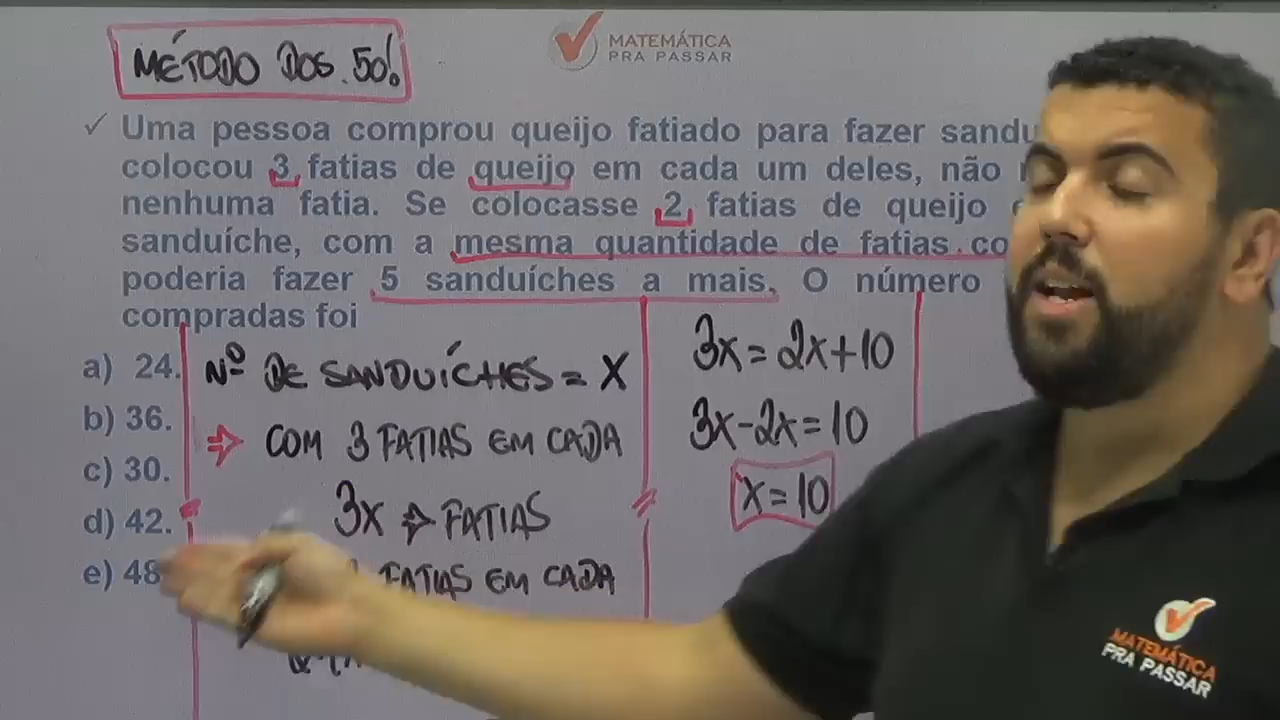 MÉTODO DOS 50!
MATEMÁTICA
PRA PASSAR
✓ Uma pessoa comprou queijo fatiado para fazer
colocou 3 fatias de queijo em cada um deles, não
nenhuma fatia. Se colocasse 2 fatias de queijo
sanduíche, com a mesma quantidade de fatias
poderia fazer 5 sanduíches a mais. O número
compradas foi
a) 24.
b) 36.
c) 30.
d) 42.
e) 48
Nº DE SANDUÍCHES = X
⇒ COM 3 FATIAS EM CADA
3X ⇒ FATIAS
FATIAS EM CADA
3X = 2X + 10
3X - 2X = 10
X = 10
MATEMÁTICA
PRA PASSAR